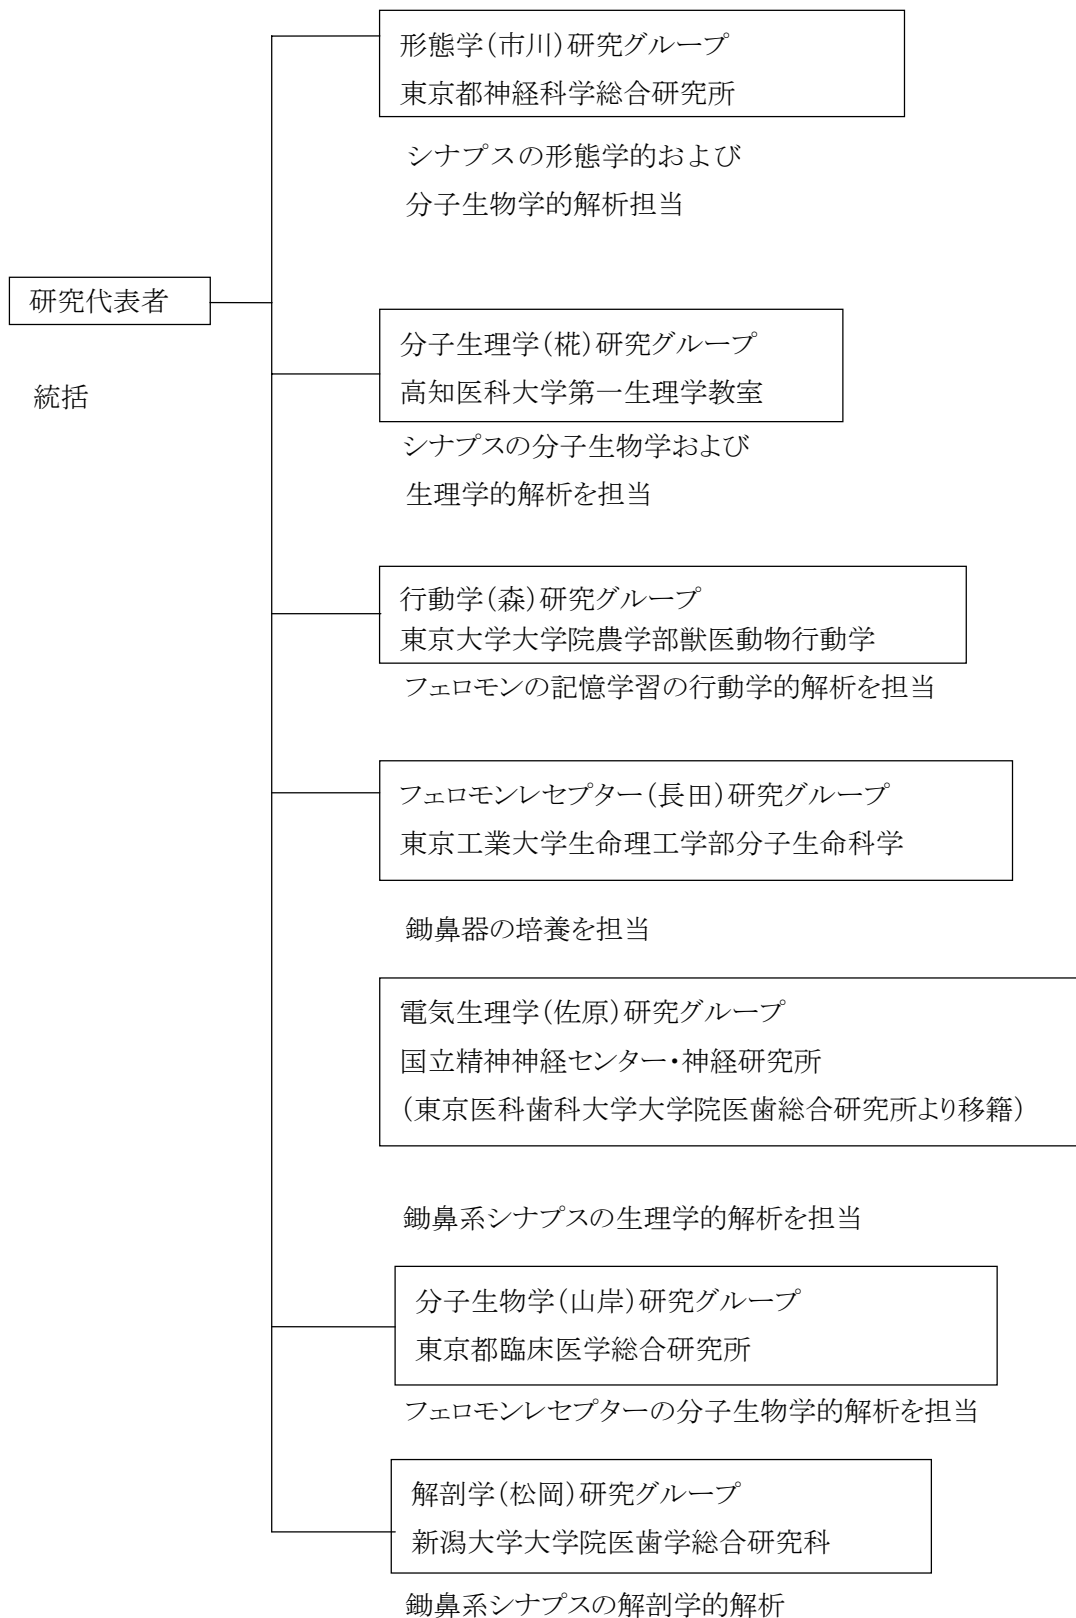 形態学(市川)研究グループ
東京都神経科学総合研究所
シナプスの形態学的および
分子生物学的解析担当
研究代表者
統括
分子生理学(椛)研究グループ
高知医科大学第一生理学教室
シナプスの分子生物学および
生理学的解析を担当
行動学(森)研究グループ
東京大学大学院農学部獣医動物行動学
フェロモンの記憶学習の行動学的解析を担当
フェロモンレセプター(長田)研究グループ
東京工業大学生命理工学部分子生命科学
鋤鼻器の培養を担当
電気生理学(佐原)研究グループ
国立精神神経センター・神経研究所
(東京医科歯科大学大学院医歯総合研究所より移籍)
鋤鼻系シナプスの生理学的解析を担当
分子生物学(山岸)研究グループ
東京都臨床医学総合研究所
フェロモンレセプターの分子生物学的解析を担当
解剖学(松岡)研究グループ
新潟大学大学院医歯学総合研究科
鋤鼻系シナプスの解剖学的解析